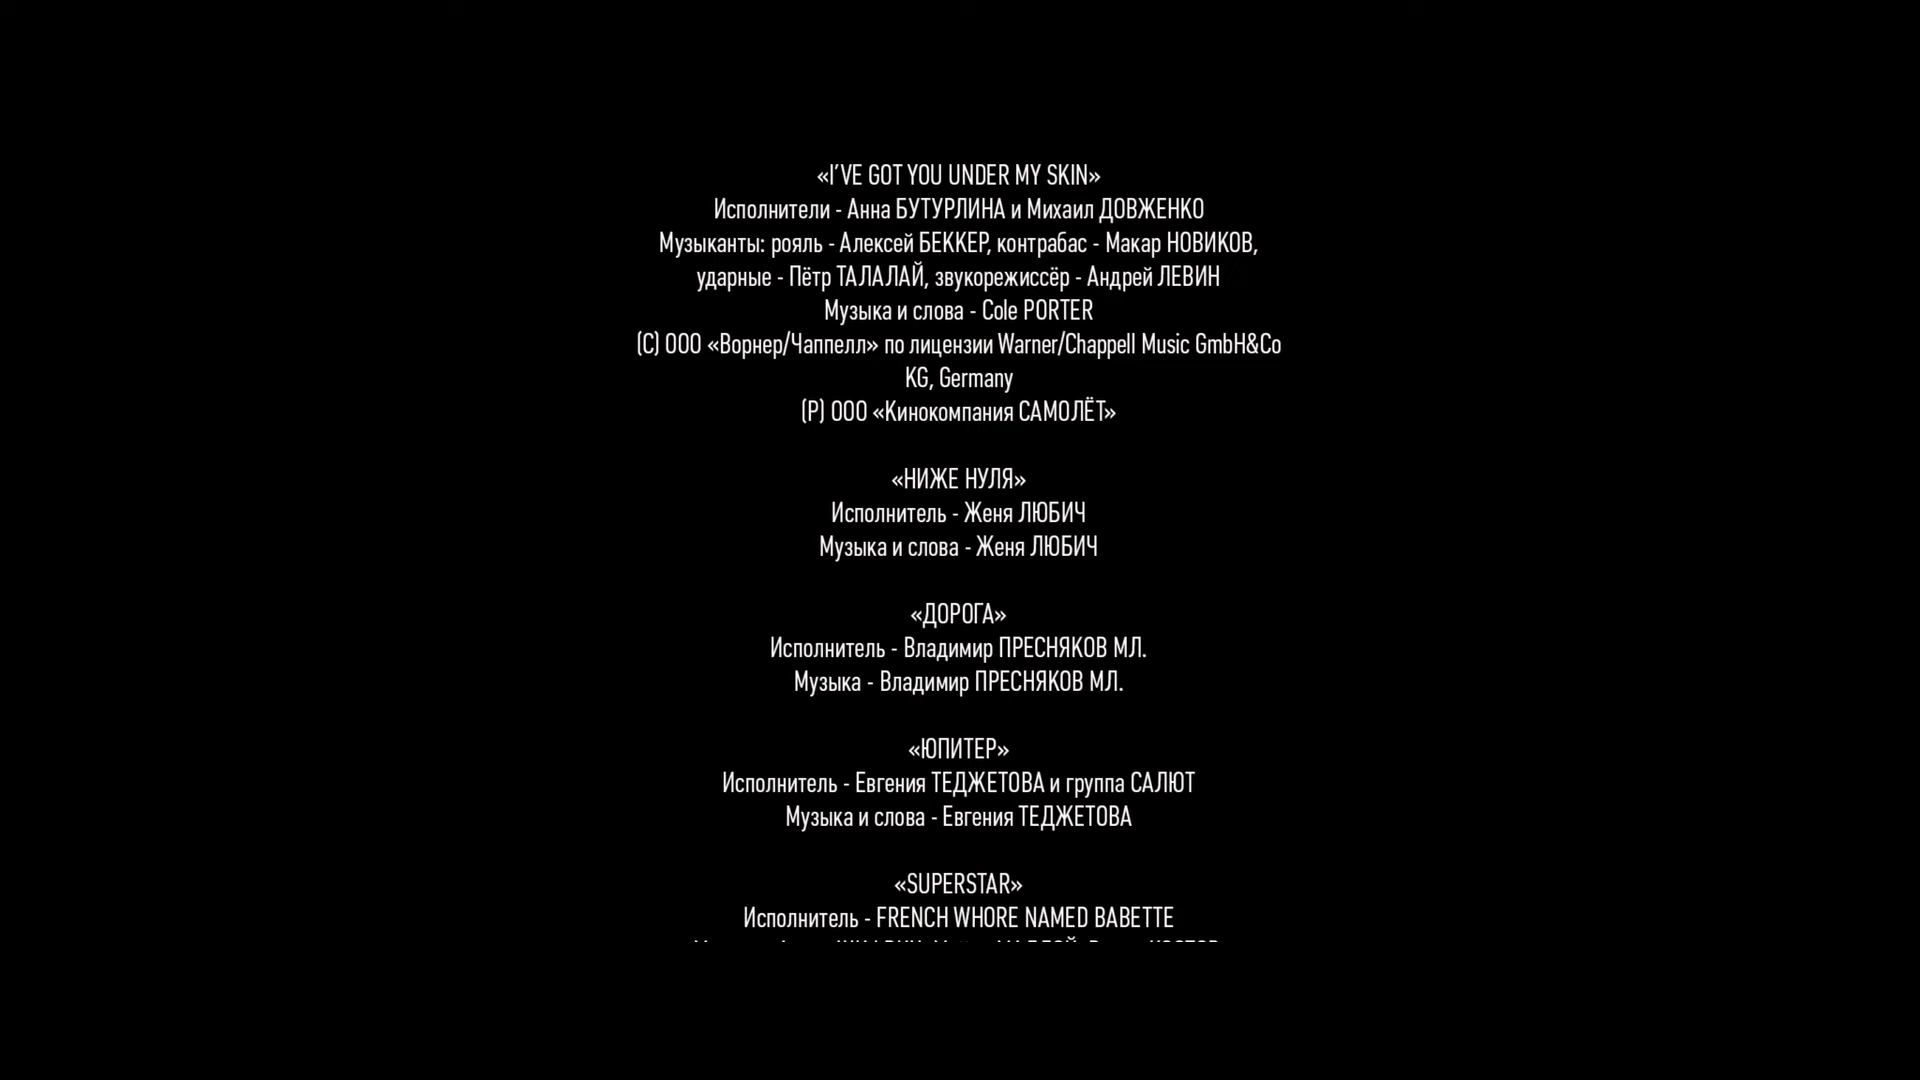 «I’VE GOT YOU UNDER MY SKIN»
Исполнители - Анна БУТУРЛИНА и Михаил ДОВЖЕНКО
Музыканты: рояль - Алексей БЕККЕР, контрабас - Макар НОВИКОВ,
ударные - Пётр ТАЛАЛАЙ, звукорежиссёр - Андрей ЛЕВИН
Музыка и слова - Cole PORTER
(C) ООО «Ворнер/Чаппелл» по лицензии Warner/Chappell Music GmbH&Co
KG, Germany
(P) ООО «Кинокомпания САМОЛЁТ»
«НИЖЕ НУЛЯ»
Исполнитель - Женя ЛЮБИЧ
Музыка и слова - Женя ЛЮБИЧ
«ДОРОГА»
Исполнитель - Владимир ПРЕСНЯКОВ МЛ.
Музыка - Владимир ПРЕСНЯКОВ МЛ.
«ЮПИТЕР»
Исполнитель - Евгения ТЕДЖЕТОВА и группа САЛЮТ
Музыка и слова - Евгения ТЕДЖЕТОВА
«SUPERSTAR»
Исполнитель - FRENCH WHORE NAMED BABETTE